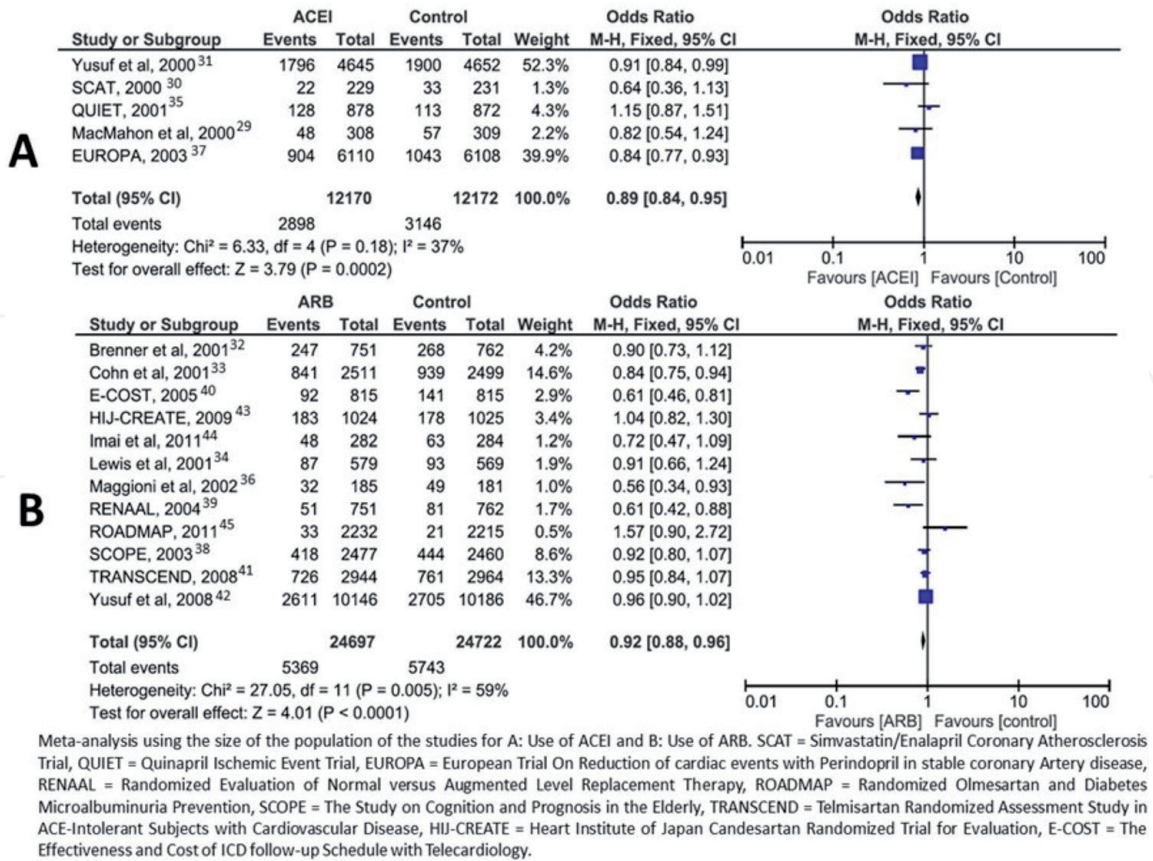 ACEI Control Odds Ratio Odds Ratio
Study or Subgroup Events Total Events Total Weight M-H, Fixed, 95% CI M-H, Fixed, 95% CI
Yusuf et al, 2000³¹ 1796 4645 1900 4652 52.3% 0.91 [0.84, 0.99]
SCAT, 2000 ³⁰ 22 229 33 231 1.3% 0.64 [0.36, 1.13]
QUIET, 2001³⁵ 128 878 113 872 4.3% 1.15 [0.87, 1.51]
MacMahon et al, 2000²⁹ 48 308 57 309 2.2% 0.82 [0.54, 1.24]
A
EUROPA, 2003 ³⁷ 904 6110 1043 6108 39.9% 0.84 [0.77, 0.93]
Total (95% CI) 12170 12172 100.0% 0.89 [0.84, 0.95]
Total events 2898 3146
Heterogeneity: Chi² = 6.33, df = 4 (P = 0.18); I² = 37%
Test for overall effect: Z = 3.79 (P = 0.0002)
0.01 0.1 1 10 100
Favours [ACEI] Favours [Control]
ARB Control Odds Ratio Odds Ratio
Study or Subgroup Events Total Events Total Weight M-H, Fixed, 95% CI M-H, Fixed, 95% CI
Brenner et al, 2001³² 247 751 268 762 4.2% 0.90 [0.73, 1.12]
Cohn et al, 2001³³ 841 2511 939 2499 14.6% 0.84 [0.75, 0.94]
E-COST, 2005 ⁴⁰ 92 815 141 815 2.9% 0.61 [0.46, 0.81]
HIJ-CREATE, 2009 ⁴³ 183 1024 178 1025 3.4% 1.04 [0.82, 1.30]
Imai et al, 2011⁴⁴ 48 282 63 284 1.2% 0.72 [0.47, 1.09]
Lewis et al, 2001³⁴ 87 579 93 569 1.9% 0.91 [0.66, 1.24]
Maggioni et al, 2002 ³⁶ 32 185 49 181 1.0% 0.56 [0.34, 0.93]
B
RENAAL, 2004³⁹ 51 751 81 762 1.7% 0.61 [0.42, 0.88]
ROADMAP, 2011⁴⁵ 33 2232 21 2215 0.5% 1.57 [0.90, 2.72]
SCOPE, 2003 ³⁸ 418 2477 444 2460 8.6% 0.92 [0.80, 1.07]
TRANSCEND, 2008⁴¹ 726 2944 761 2964 13.3% 0.95 [0.84, 1.07]
Yusuf et al, 2008 ⁴² 2611 10146 2705 10186 46.7% 0.96 [0.90, 1.02]
Total (95% CI) 24697 24722 100.0% 0.92 [0.88, 0.96]
Total events 5369 5743
Heterogeneity: Chi² = 27.05, df = 11 (P = 0.005); I² = 59%
Test for overall effect: Z = 4.01 (P < 0.0001)
0.01 0.1 1 10 100
Favours [ARB] Favours [control]
Meta-analysis using the size of the population of the studies for A: Use of ACEI and B: Use of ARB. SCAT = Simvastatin/Enalapril Coronary Atherosclerosis
Trial, QUIET = Quinapril Ischemic Event Trial, EUROPA = European Trial On Reduction of cardiac events with Perindopril in stable coronary Artery disease,
RENAAL = Randomized Evaluation of Normal versus Augmented Level Replacement Therapy, ROADMAP = Randomized Olmesartan and Diabetes
Microalbuminuria Prevention, SCOPE = The Study on Cognition and Prognosis in the Elderly, TRANSCEND = Telmisartan Randomized Assessment Study in
ACE-Intolerant Subjects with Cardiovascular Disease, HIJ-CREATE = Heart Institute of Japan Candesartan Randomized Trial for Evaluation, E-COST = The
Effectiveness and Cost of ICD follow-up Schedule with Telecardiology.